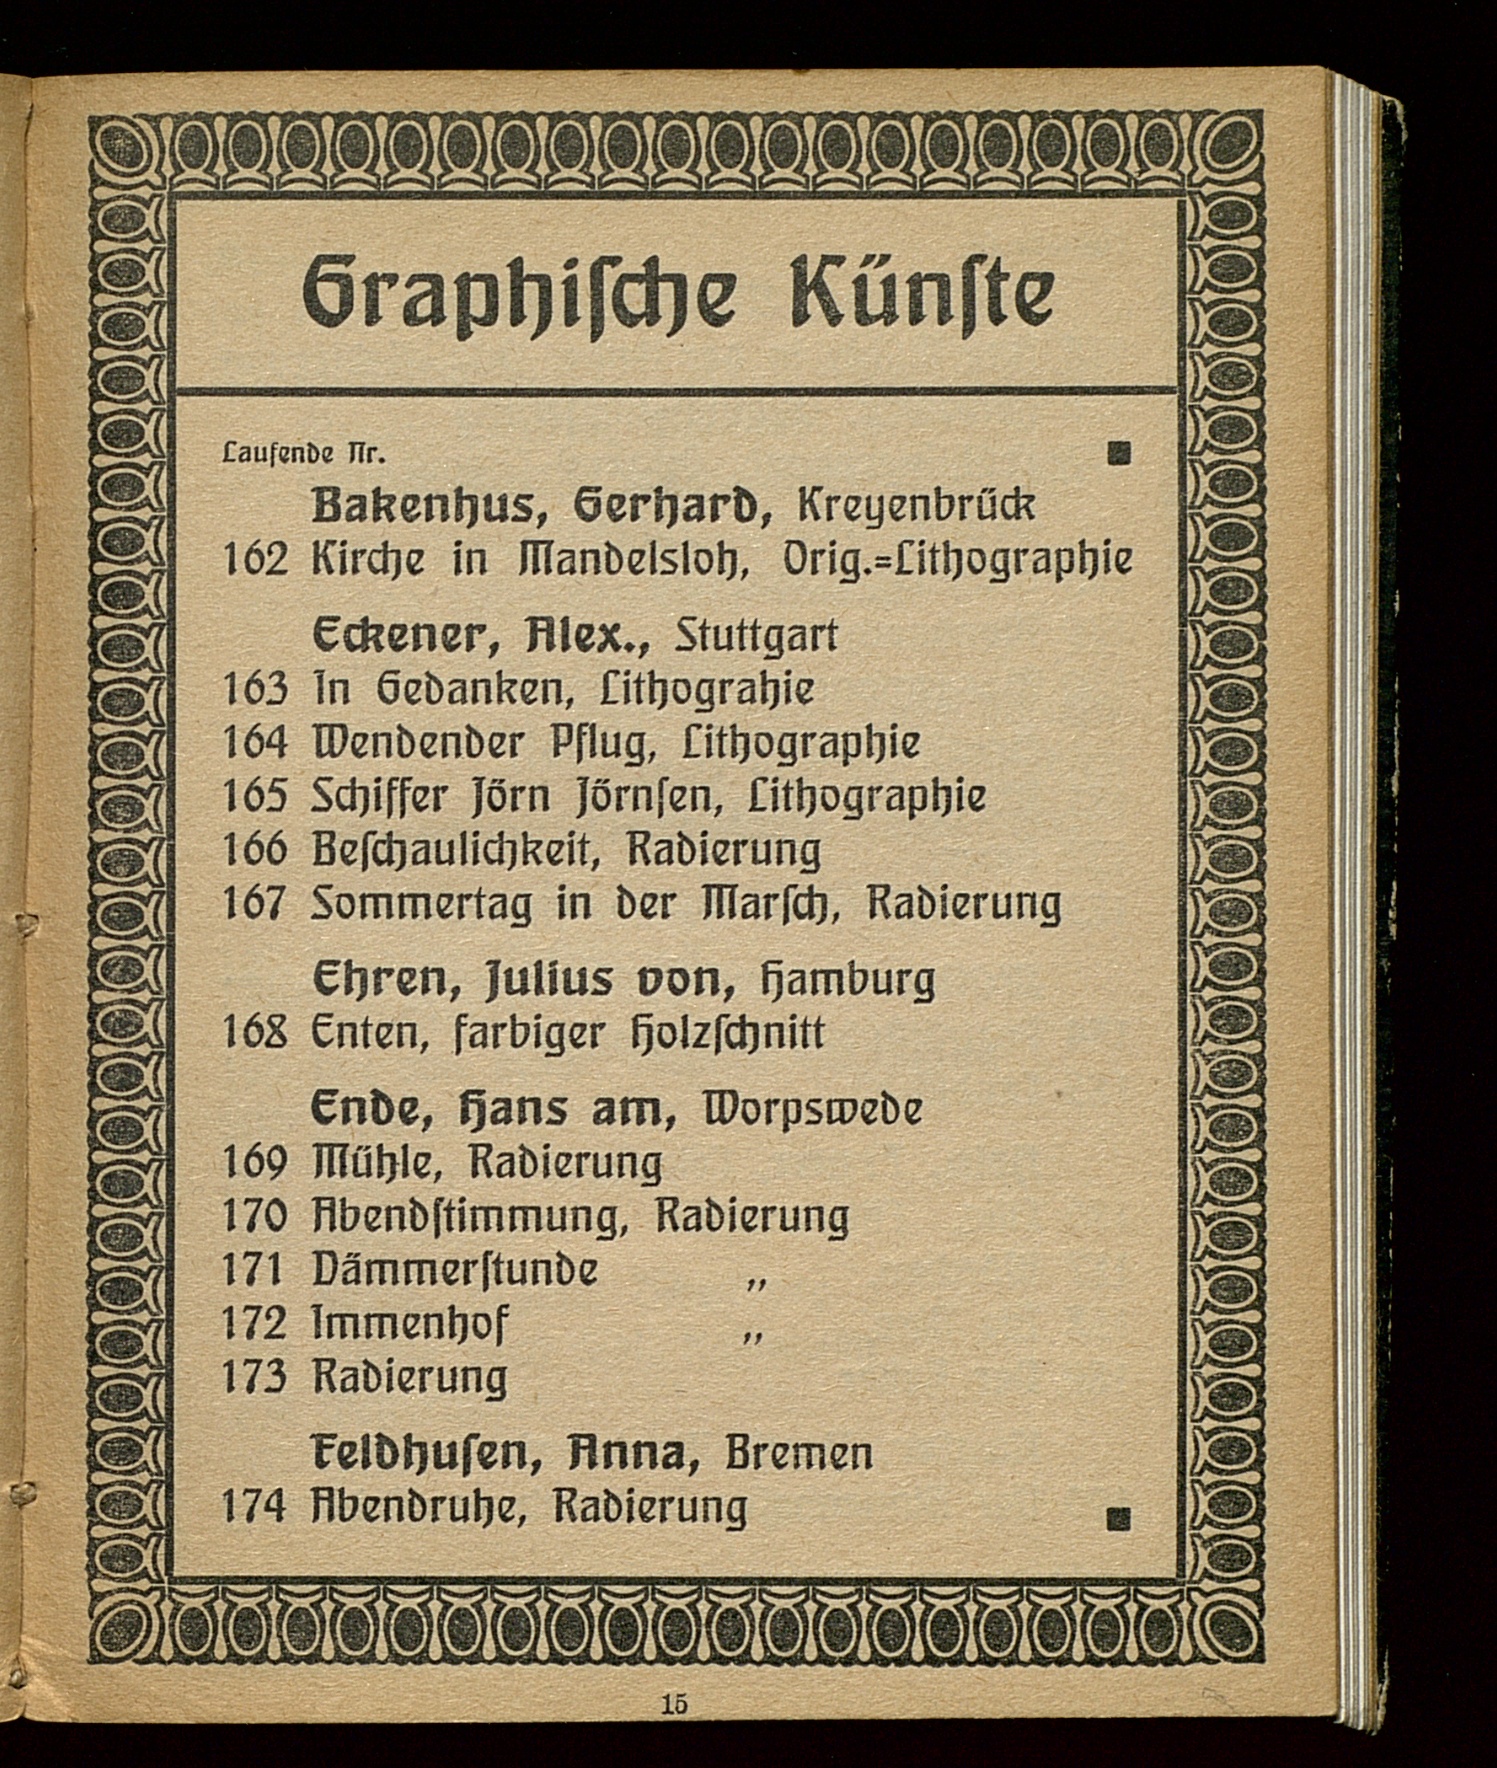 Graphiſche Künſte
Laufende Nr.
Bakenhus, Gerhard, Kreyenbrück
162 Kirche in Mandelsloh, Orig.=Lithographie
Eckener, Alex., Stuttgart
163 In Gedanken, Lithograhie
164 Wendender Pflug, Lithographie
165 Schiffer Jörn Jörnſen, Lithographie
166 Beſchaulichkeit, Radierung
167 Sommertag in der Marſch, Radierung
Ehren, Julius von, Hamburg
168 Enten, farbiger Holzſchnitt
Ende, Hans am, Worpswede
169 Mühle, Radierung
170 Abendſtimmung, Radierung
171 Dämmerſtunde „
172 Immenhof „
173 Radierung
Feldhuſen, Anna, Bremen
174 Abendruhe, Radierung
15